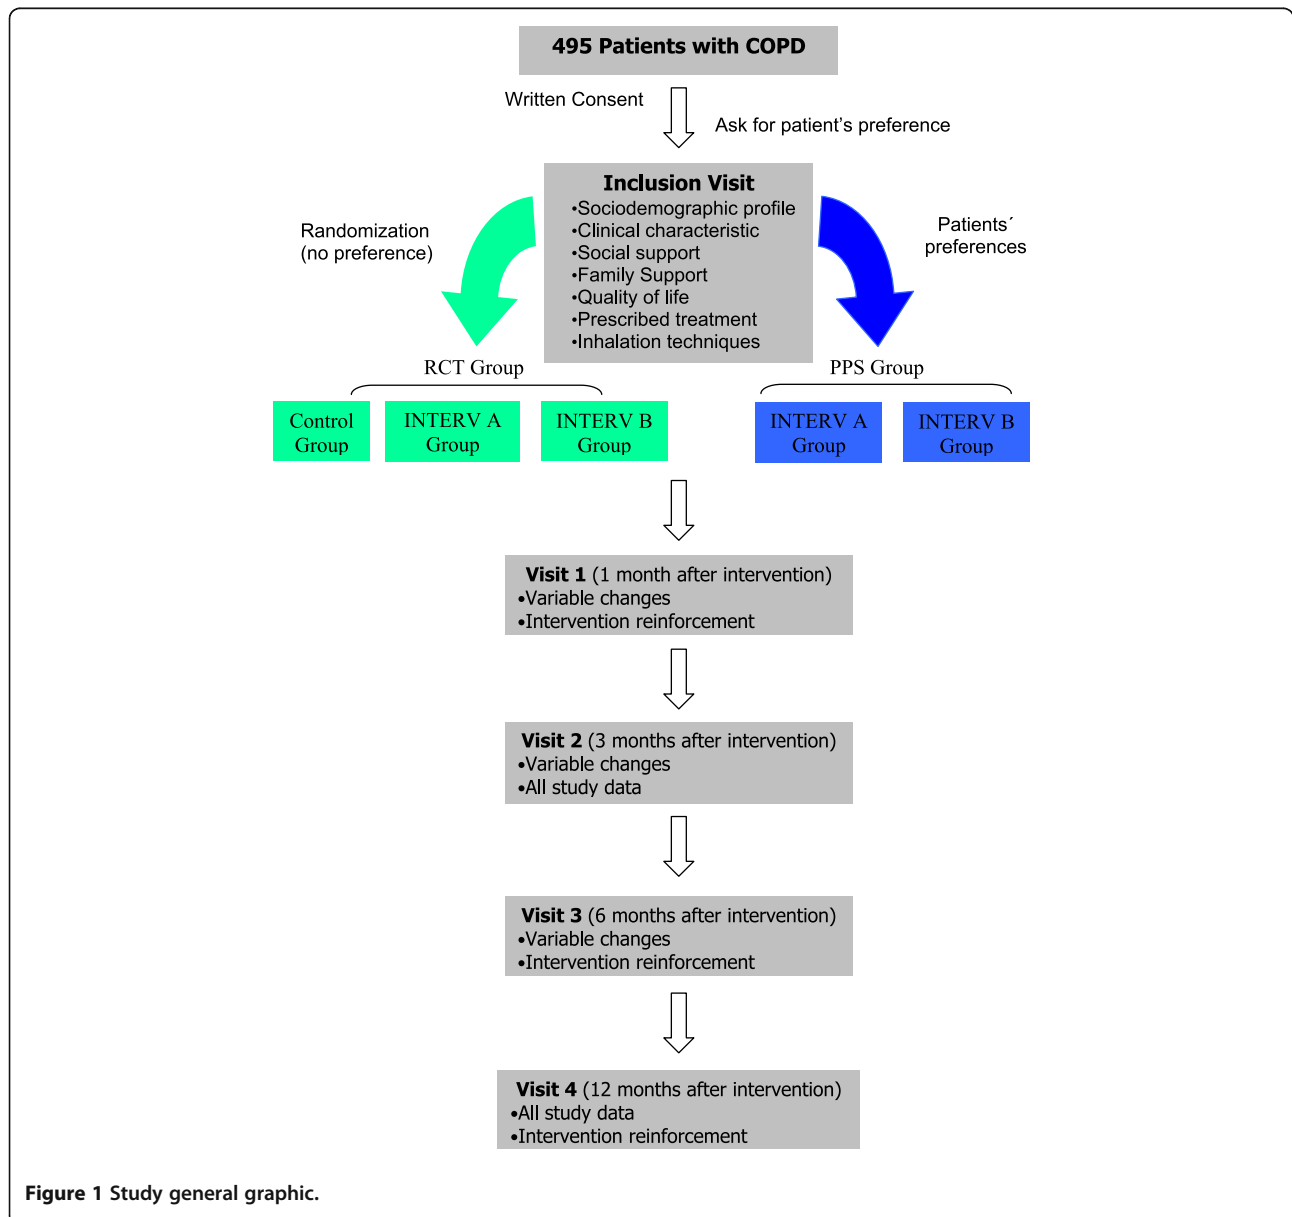 495 Patients with COPD
Written Consent
Ask for patient's preference
Inclusion Visit
•Sociodemographic profile
•Clinical characteristic
•Social support
•Family Support
•Quality of life
•Prescribed treatment
•Inhalation techniques
Randomization
(no preference)
Patients´
preferences
RCT Group
PPS Group
Control
Group
INTERV A
Group
INTERV B
Group
INTERV A
Group
INTERV B
Group
Visit 1 (1 month after intervention)
•Variable changes
•Intervention reinforcement
Visit 2 (3 months after intervention)
•Variable changes
•All study data
Visit 3 (6 months after intervention)
•Variable changes
•Intervention reinforcement
Visit 4 (12 months after intervention)
•All study data
•Intervention reinforcement
Figure 1 Study general graphic.